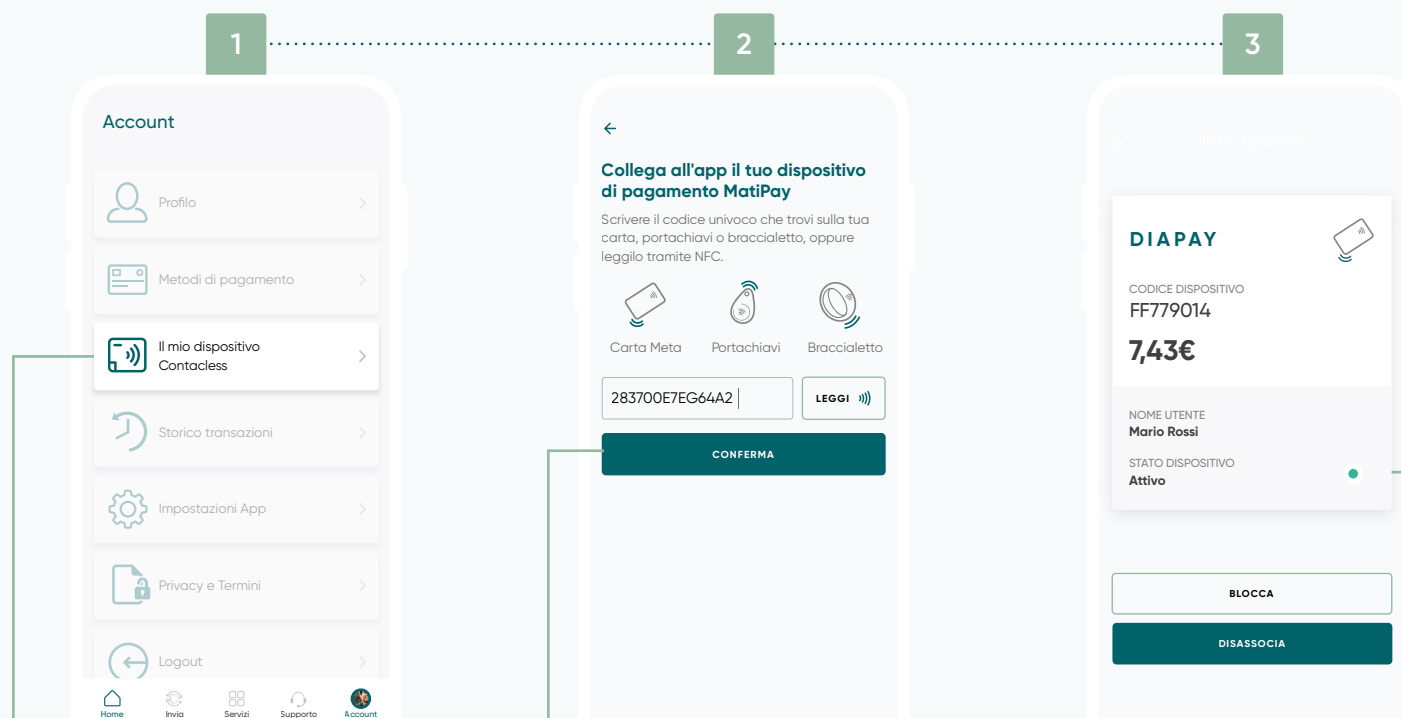 1
2
3
Account
Profilo
Metodi di pagamento
Il mio dispositivo
Contacless
Storico transazioni
Impostazioni App
Privacy e Termini
Logout
Home
Invia
Servizi
Supporto
Account
Collega all'app il tuo dispositivo
di pagamento MatiPay
Scrivere il codice univoco che trovi sulla tua
carta, portachiavi o braccialetto, oppure
leggilo tramite NFC.
Carta Meta
Portachiavi
Braccialetto
283700E7EG64A2
LEGGI
CONFERMA
Il mio dispositivo
DIAPAY
CODICE DISPOSITIVO
FF779014
7,43€
NOME UTENTE
Mario Rossi
STATO DISPOSITIVO
Attivo
BLOCCA
DISASSOCIA